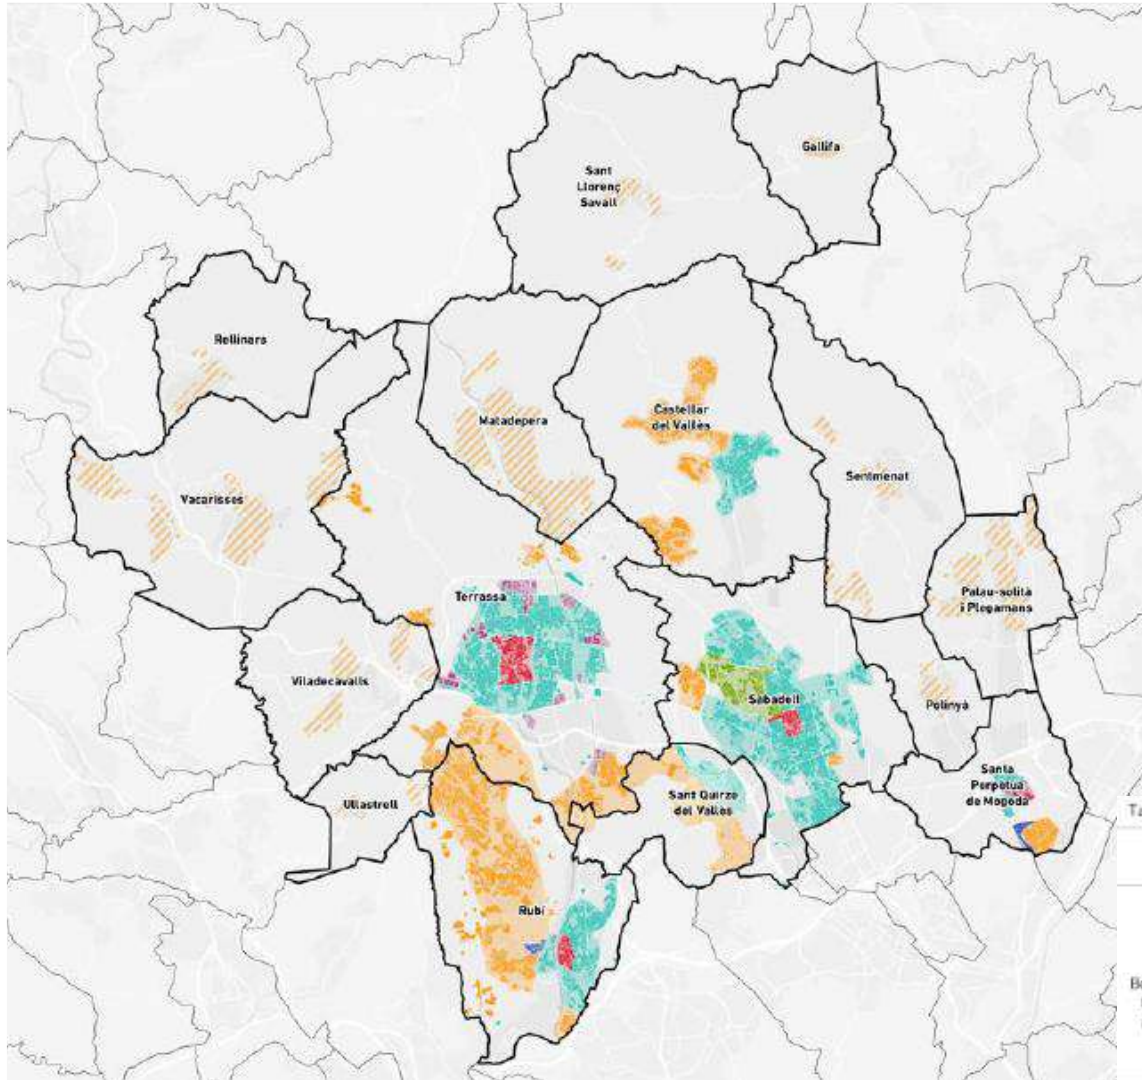 Gallifa
Sant
Llorenç
Savall
Rellinars
Matadepera
Castellar
del Vallès
Vacarisses
Sentmenat
Terrassa
Palau-solità
i Plegamans
Viladecavalls
Sabadell
Polinyà
Ullastrell
Sant Quirze
del Vallès
Santa
Perpètua
de Mogoda
Rubí